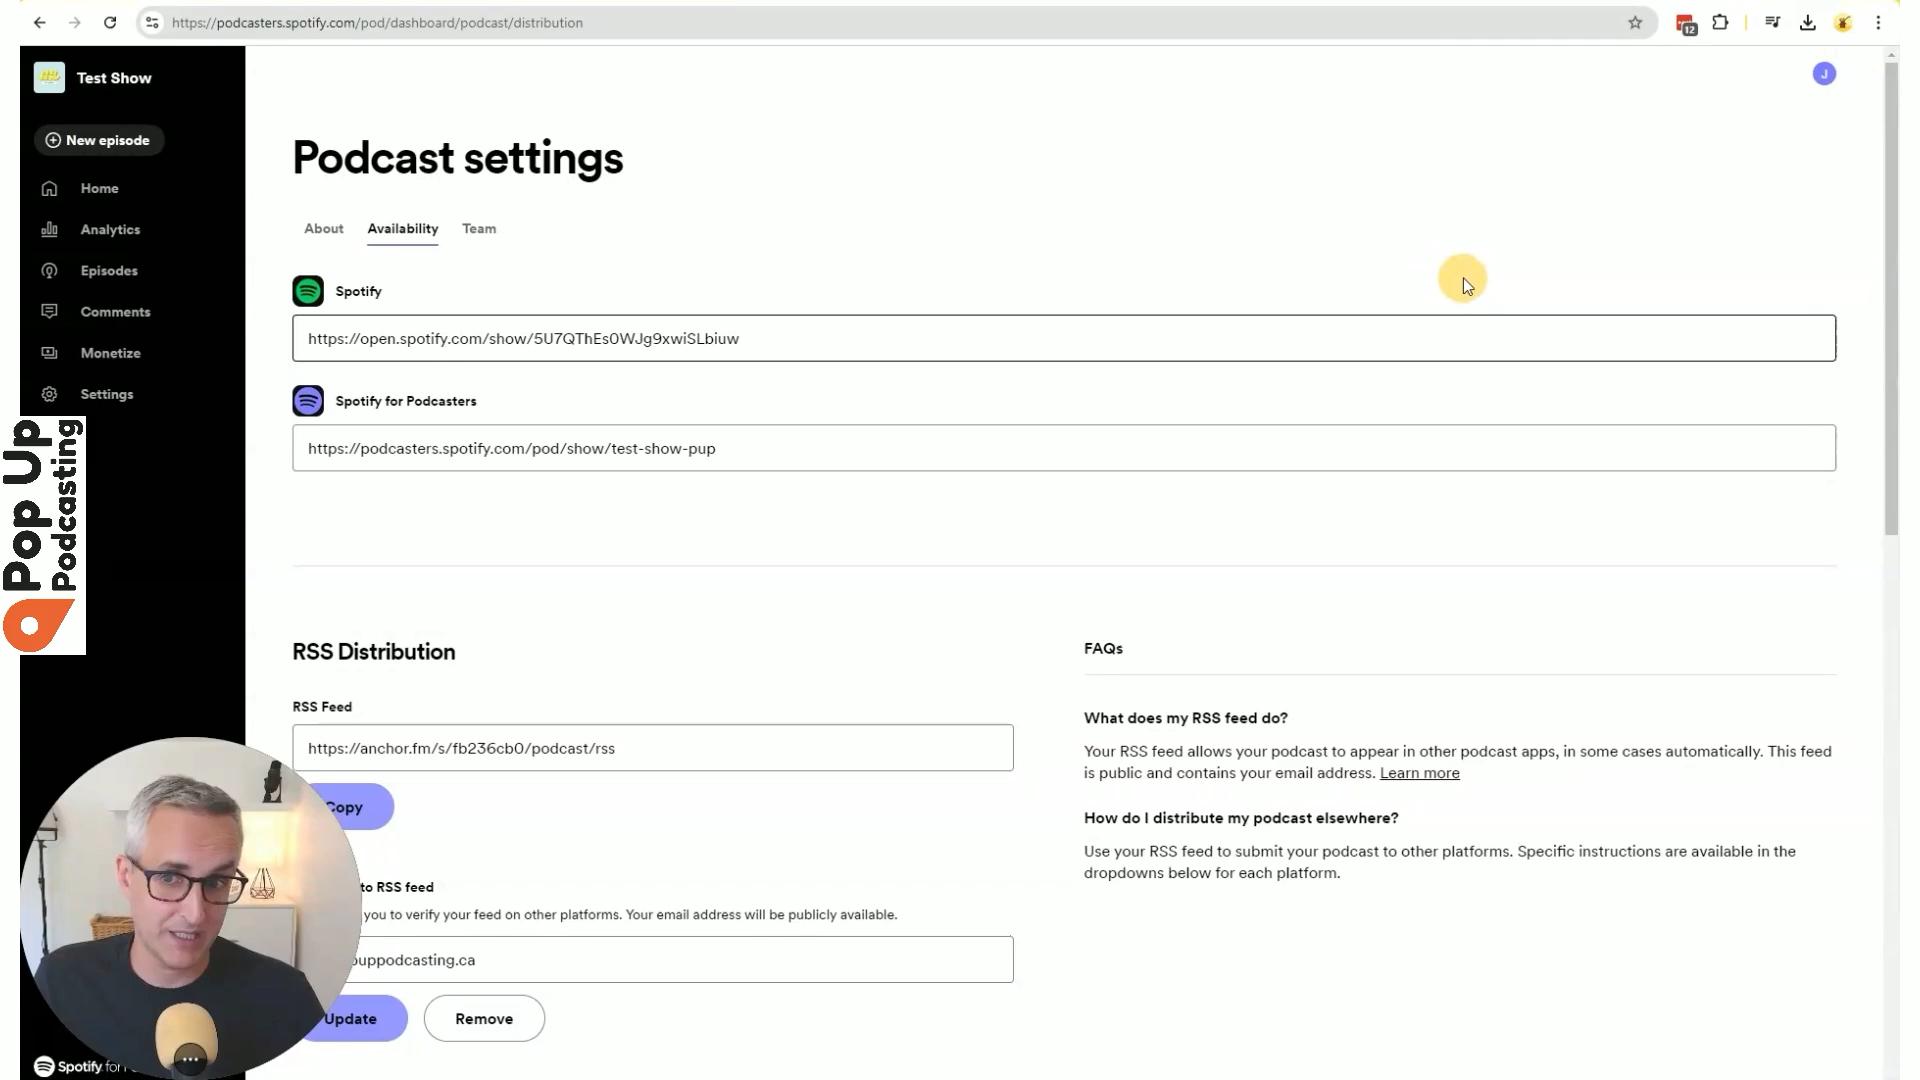 https://podcasters.spotify.com/pod/dashboard/podcast/distribution
12
Test Show
J
New episode
Podcast settings
Home
About
Availability
Team
Analytics
Episodes
Spotify
Comments
https://open.spotify.com/show/5U7QThEs0WJg9xwiSLbiuw
Monetize
Settings
Spotify for Podcasters
https://podcasters.spotify.com/pod/show/test-show-pup
Pop Up
Podcasting
RSS Distribution
RSS Feed
https://anchor.fm/s/fb236cb0/podcast/rss
Copy
to RSS feed
you to verify your feed on other platforms. Your email address will be publicly available.
puppodcasting.ca
Update
Remove
FAQs
What does my RSS feed do?
Your RSS feed allows your podcast to appear in other podcast apps, in some cases automatically. This feed
is public and contains your email address. Learn more
How do I distribute my podcast elsewhere?
Use your RSS feed to submit your podcast to other platforms. Specific instructions are available in the
dropdowns below for each platform.
Spotify for